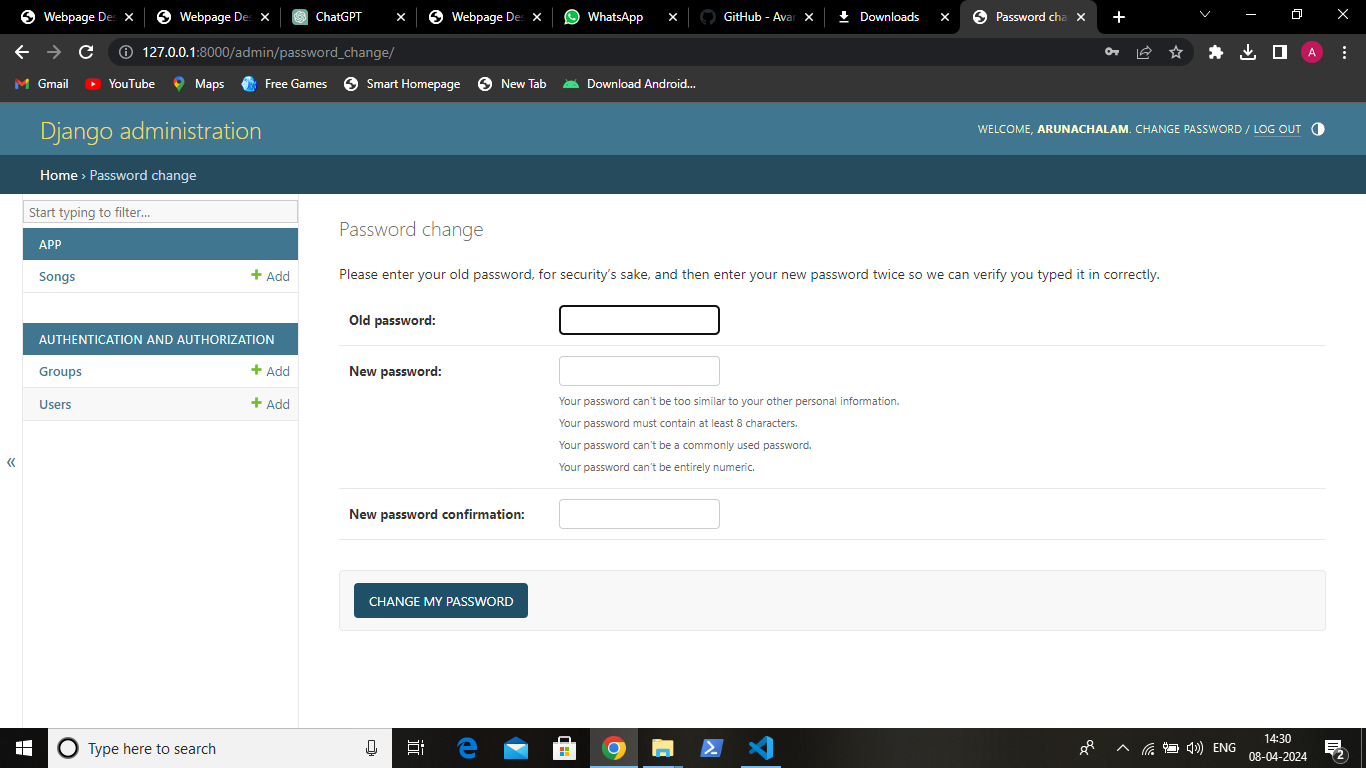 Webpage Des
Webpage Des
ChatGPT
Webpage Des
WhatsApp
GitHub - Avan
Downloads
Password cha
127.0.0.1:8000/admin/password_change/
A
Gmail
YouTube
Maps
Free Games
Smart Homepage
New Tab
Download Android...
Django administration
WELCOME, ARUNACHALAM. CHANGE PASSWORD / LOG OUT
Home › Password change
Start typing to filter...
APP
Songs + Add
AUTHENTICATION AND AUTHORIZATION
Groups + Add
Users + Add
«
Password change
Please enter your old password, for security’s sake, and then enter your new password twice so we can verify you typed it in correctly.
Old password:
New password:
Your password can’t be too similar to your other personal information.
Your password must contain at least 8 characters.
Your password can’t be a commonly used password.
Your password can’t be entirely numeric.
New password confirmation:
CHANGE MY PASSWORD
Type here to search
ENG
14:30
08-04-2024
2